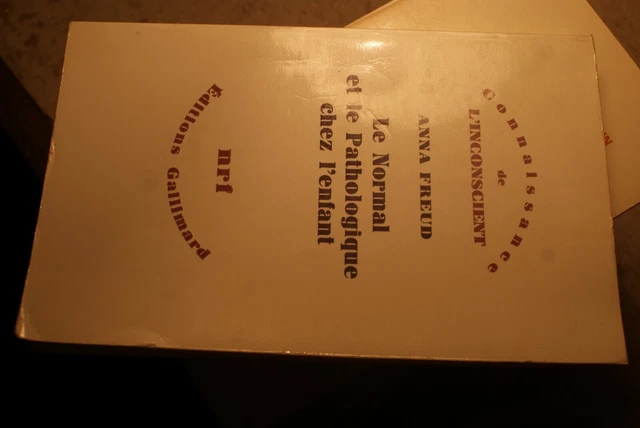 Connaissance
de
L'INCONSCIENT
ANNA FREUD
Le Normal
et le Pathologique
chez l'enfant
nrf
Éditions Gallimard